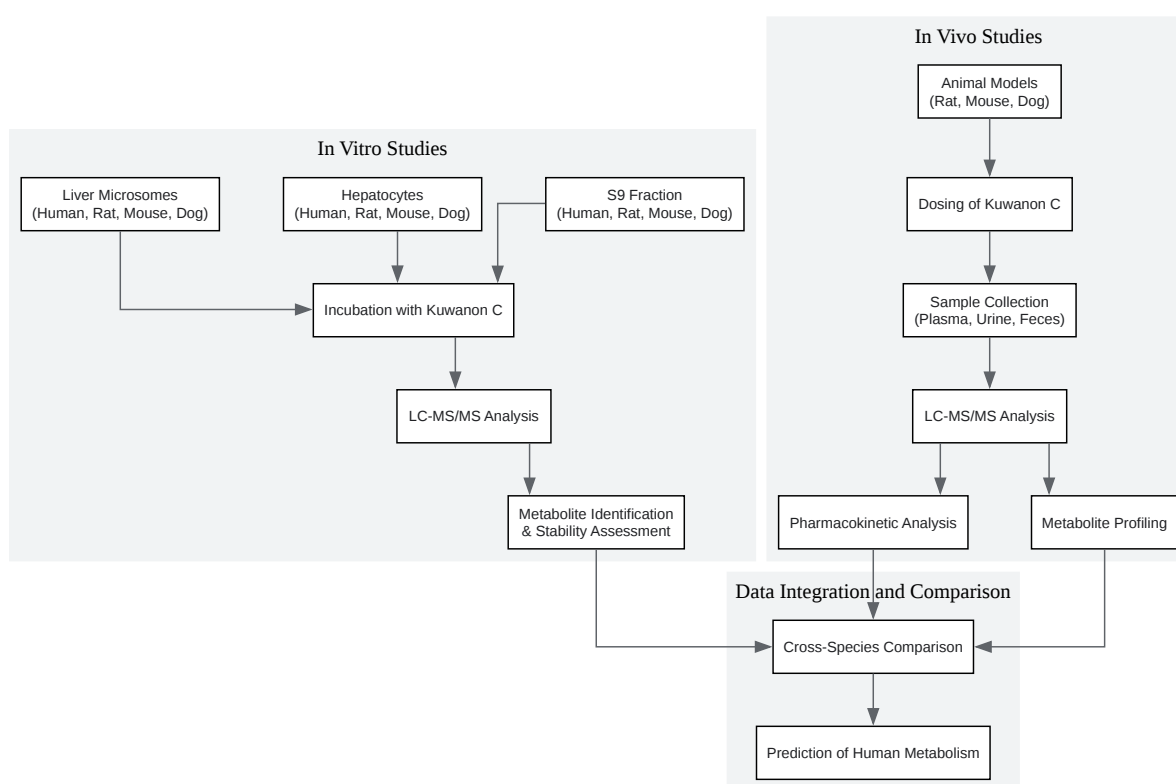 In Vitro Studies
Liver Microsomes
(Human, Rat, Mouse, Dog)
Hepatocytes
(Human, Rat, Mouse, Dog)
S9 Fraction
(Human, Rat, Mouse, Dog)
Incubation with Kuwanon C
LC-MS/MS Analysis
Metabolite Identification
& Stability Assessment
In Vivo Studies
Animal Models
(Rat, Mouse, Dog)
Dosing of Kuwanon C
Sample Collection
(Plasma, Urine, Feces)
LC-MS/MS Analysis
Pharmacokinetic Analysis
Metabolite Profiling
Data Integration and Comparison
Cross-Species Comparison
Prediction of Human Metabolism